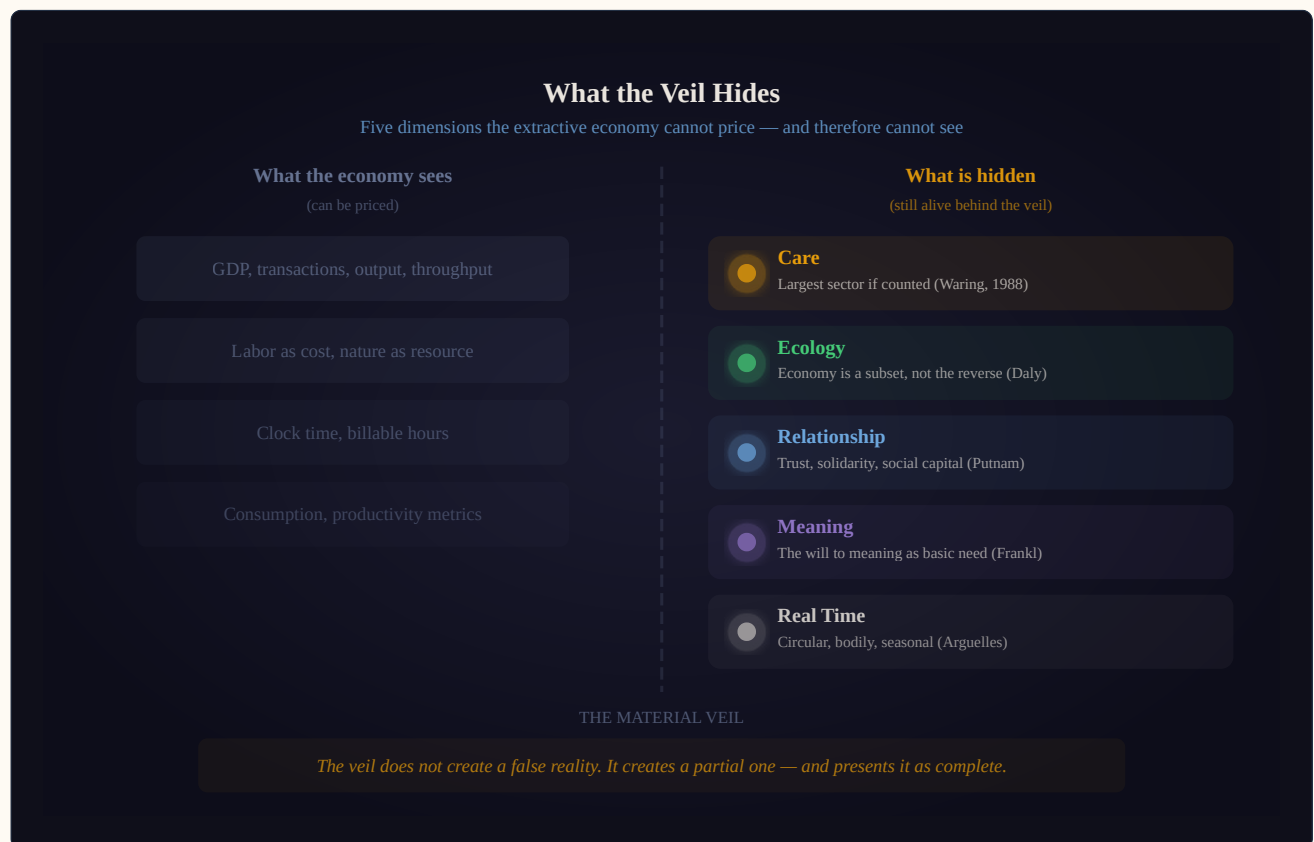 What the Veil Hides
Five dimensions the extractive economy cannot price — and therefore cannot see
What the economy sees
(can be priced)
GDP, transactions, output, throughput
Labor as cost, nature as resource
Clock time, billable hours
Consumption, productivity metrics
What is hidden
(still alive behind the veil)
Care
Largest sector if counted (Waring, 1988)
Ecology
Economy is a subset, not the reverse (Daly)
Relationship
Trust, solidarity, social capital (Putnam)
Meaning
The will to meaning as basic need (Frankl)
Real Time
Circular, bodily, seasonal (Arguelles)
THE MATERIAL VEIL
The veil does not create a false reality. It creates a partial one — and presents it as complete.